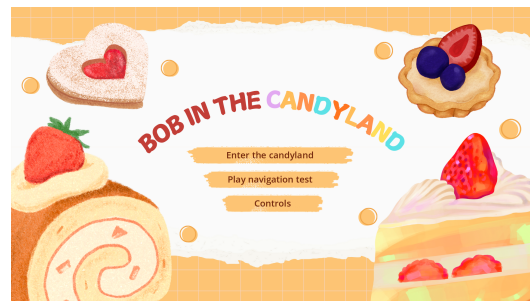 BOB IN THE CANDYLAND
Enter the candyland
Play navigation test
Controls